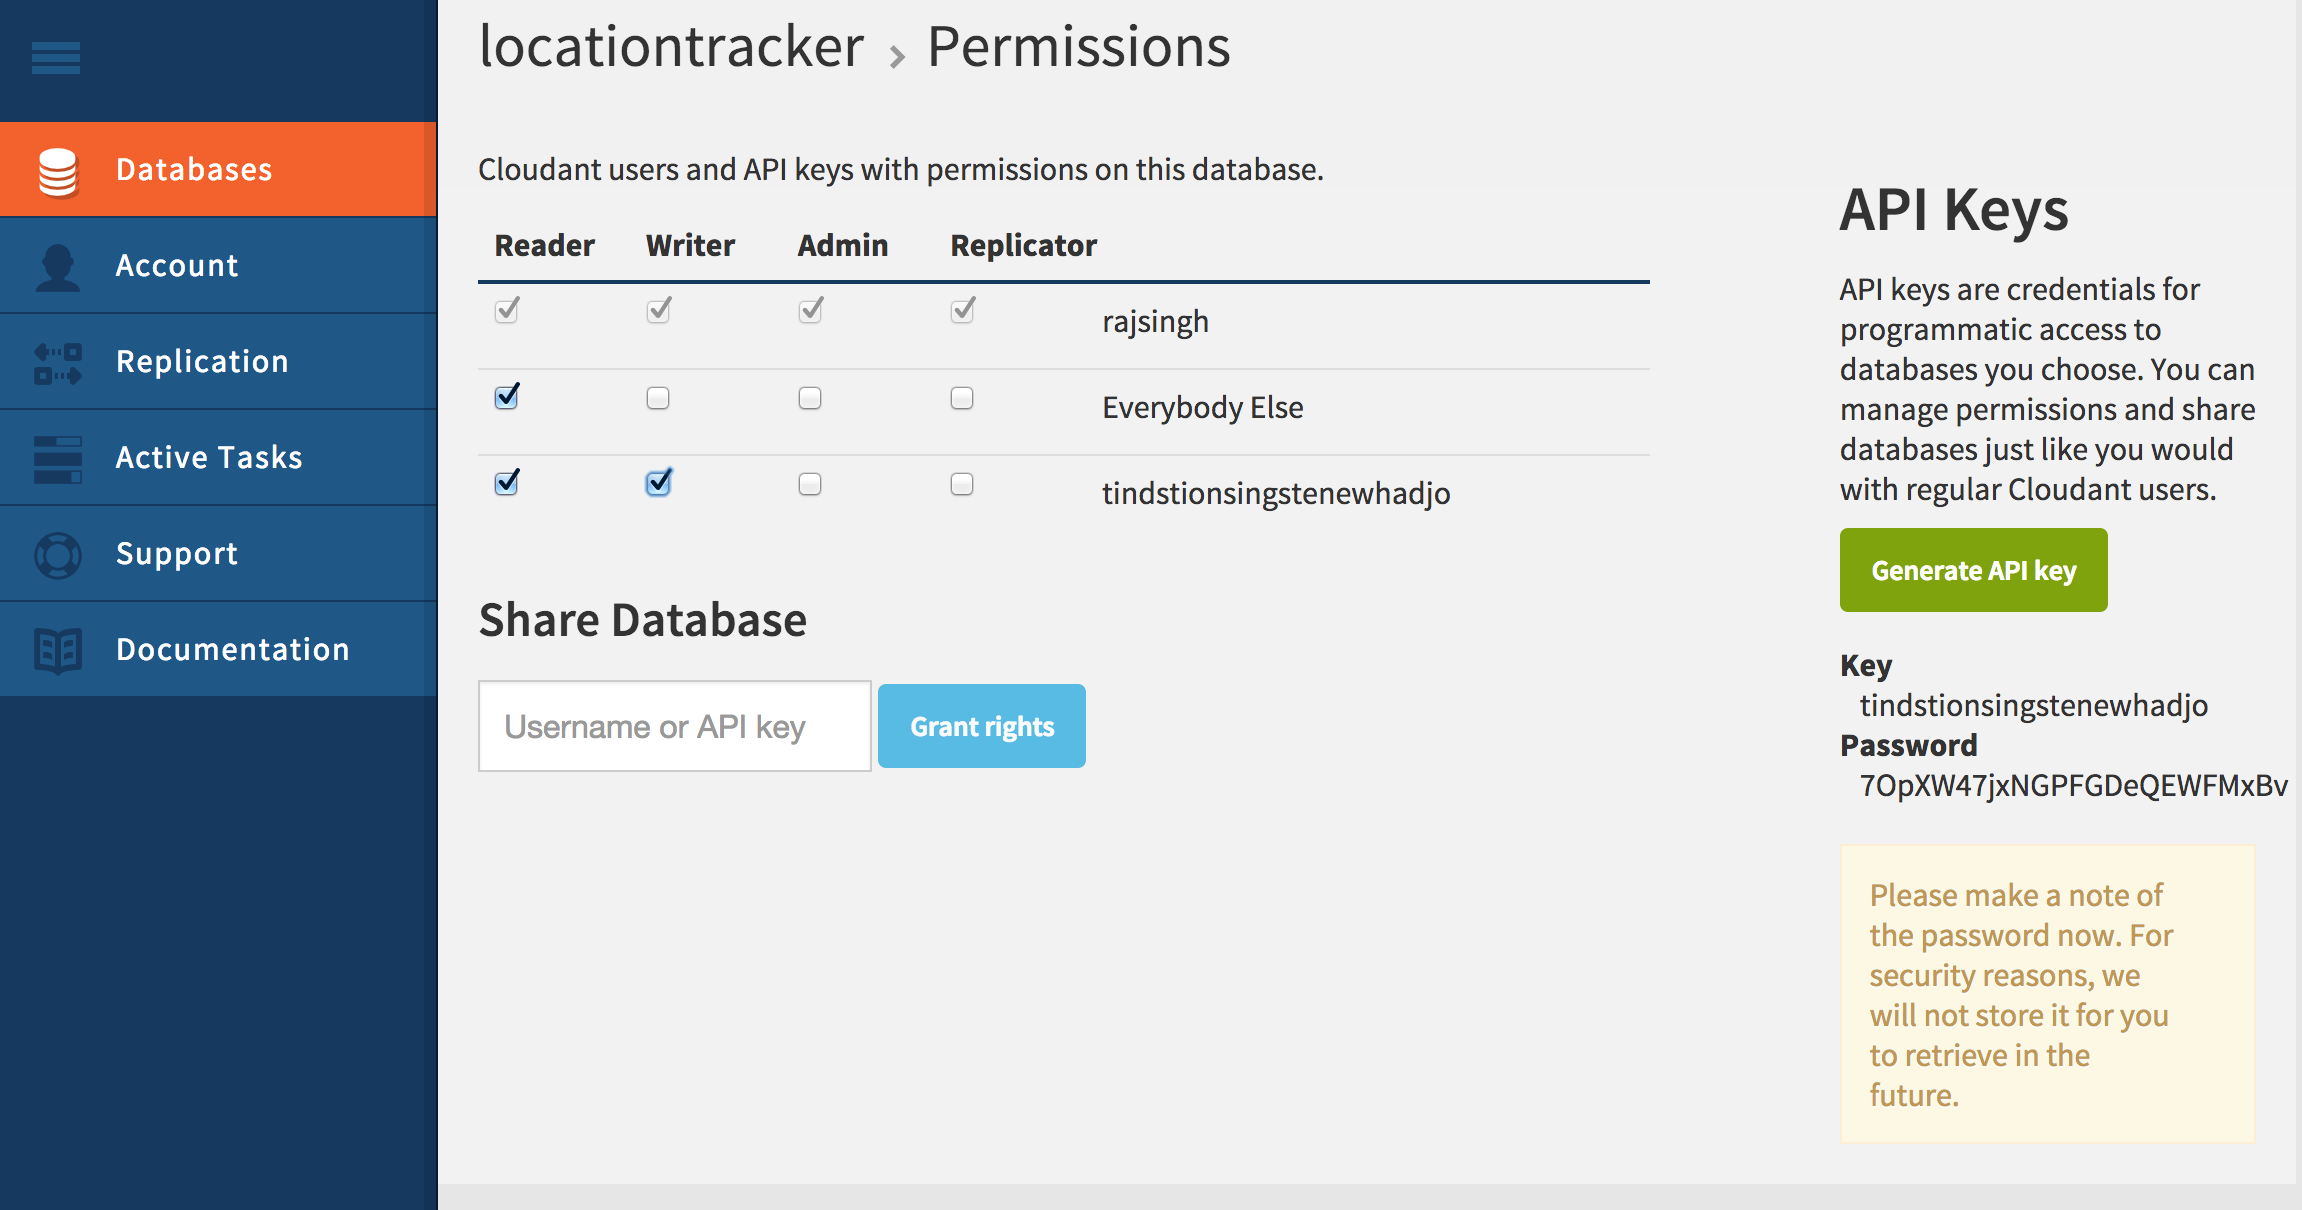 locationtracker › Permissions
Databases
Account
Replication
Active Tasks
Support
Documentation
Cloudant users and API keys with permissions on this database.
Reader Writer Admin Replicator
rajsingh
Everybody Else
tindstionsingstenewhadjo
Share Database
Username or API key
Grant rights
API Keys
API keys are credentials for
programmatic access to
databases you choose. You can
manage permissions and share
databases just like you would
with regular Cloudant users.
Generate API key
Key
tindstionsingstenewhadjo
Password
7OpXW47jxNGPFGDeQEWFMxBv
Please make a note of
the password now. For
security reasons, we
will not store it for you
to retrieve in the
future.